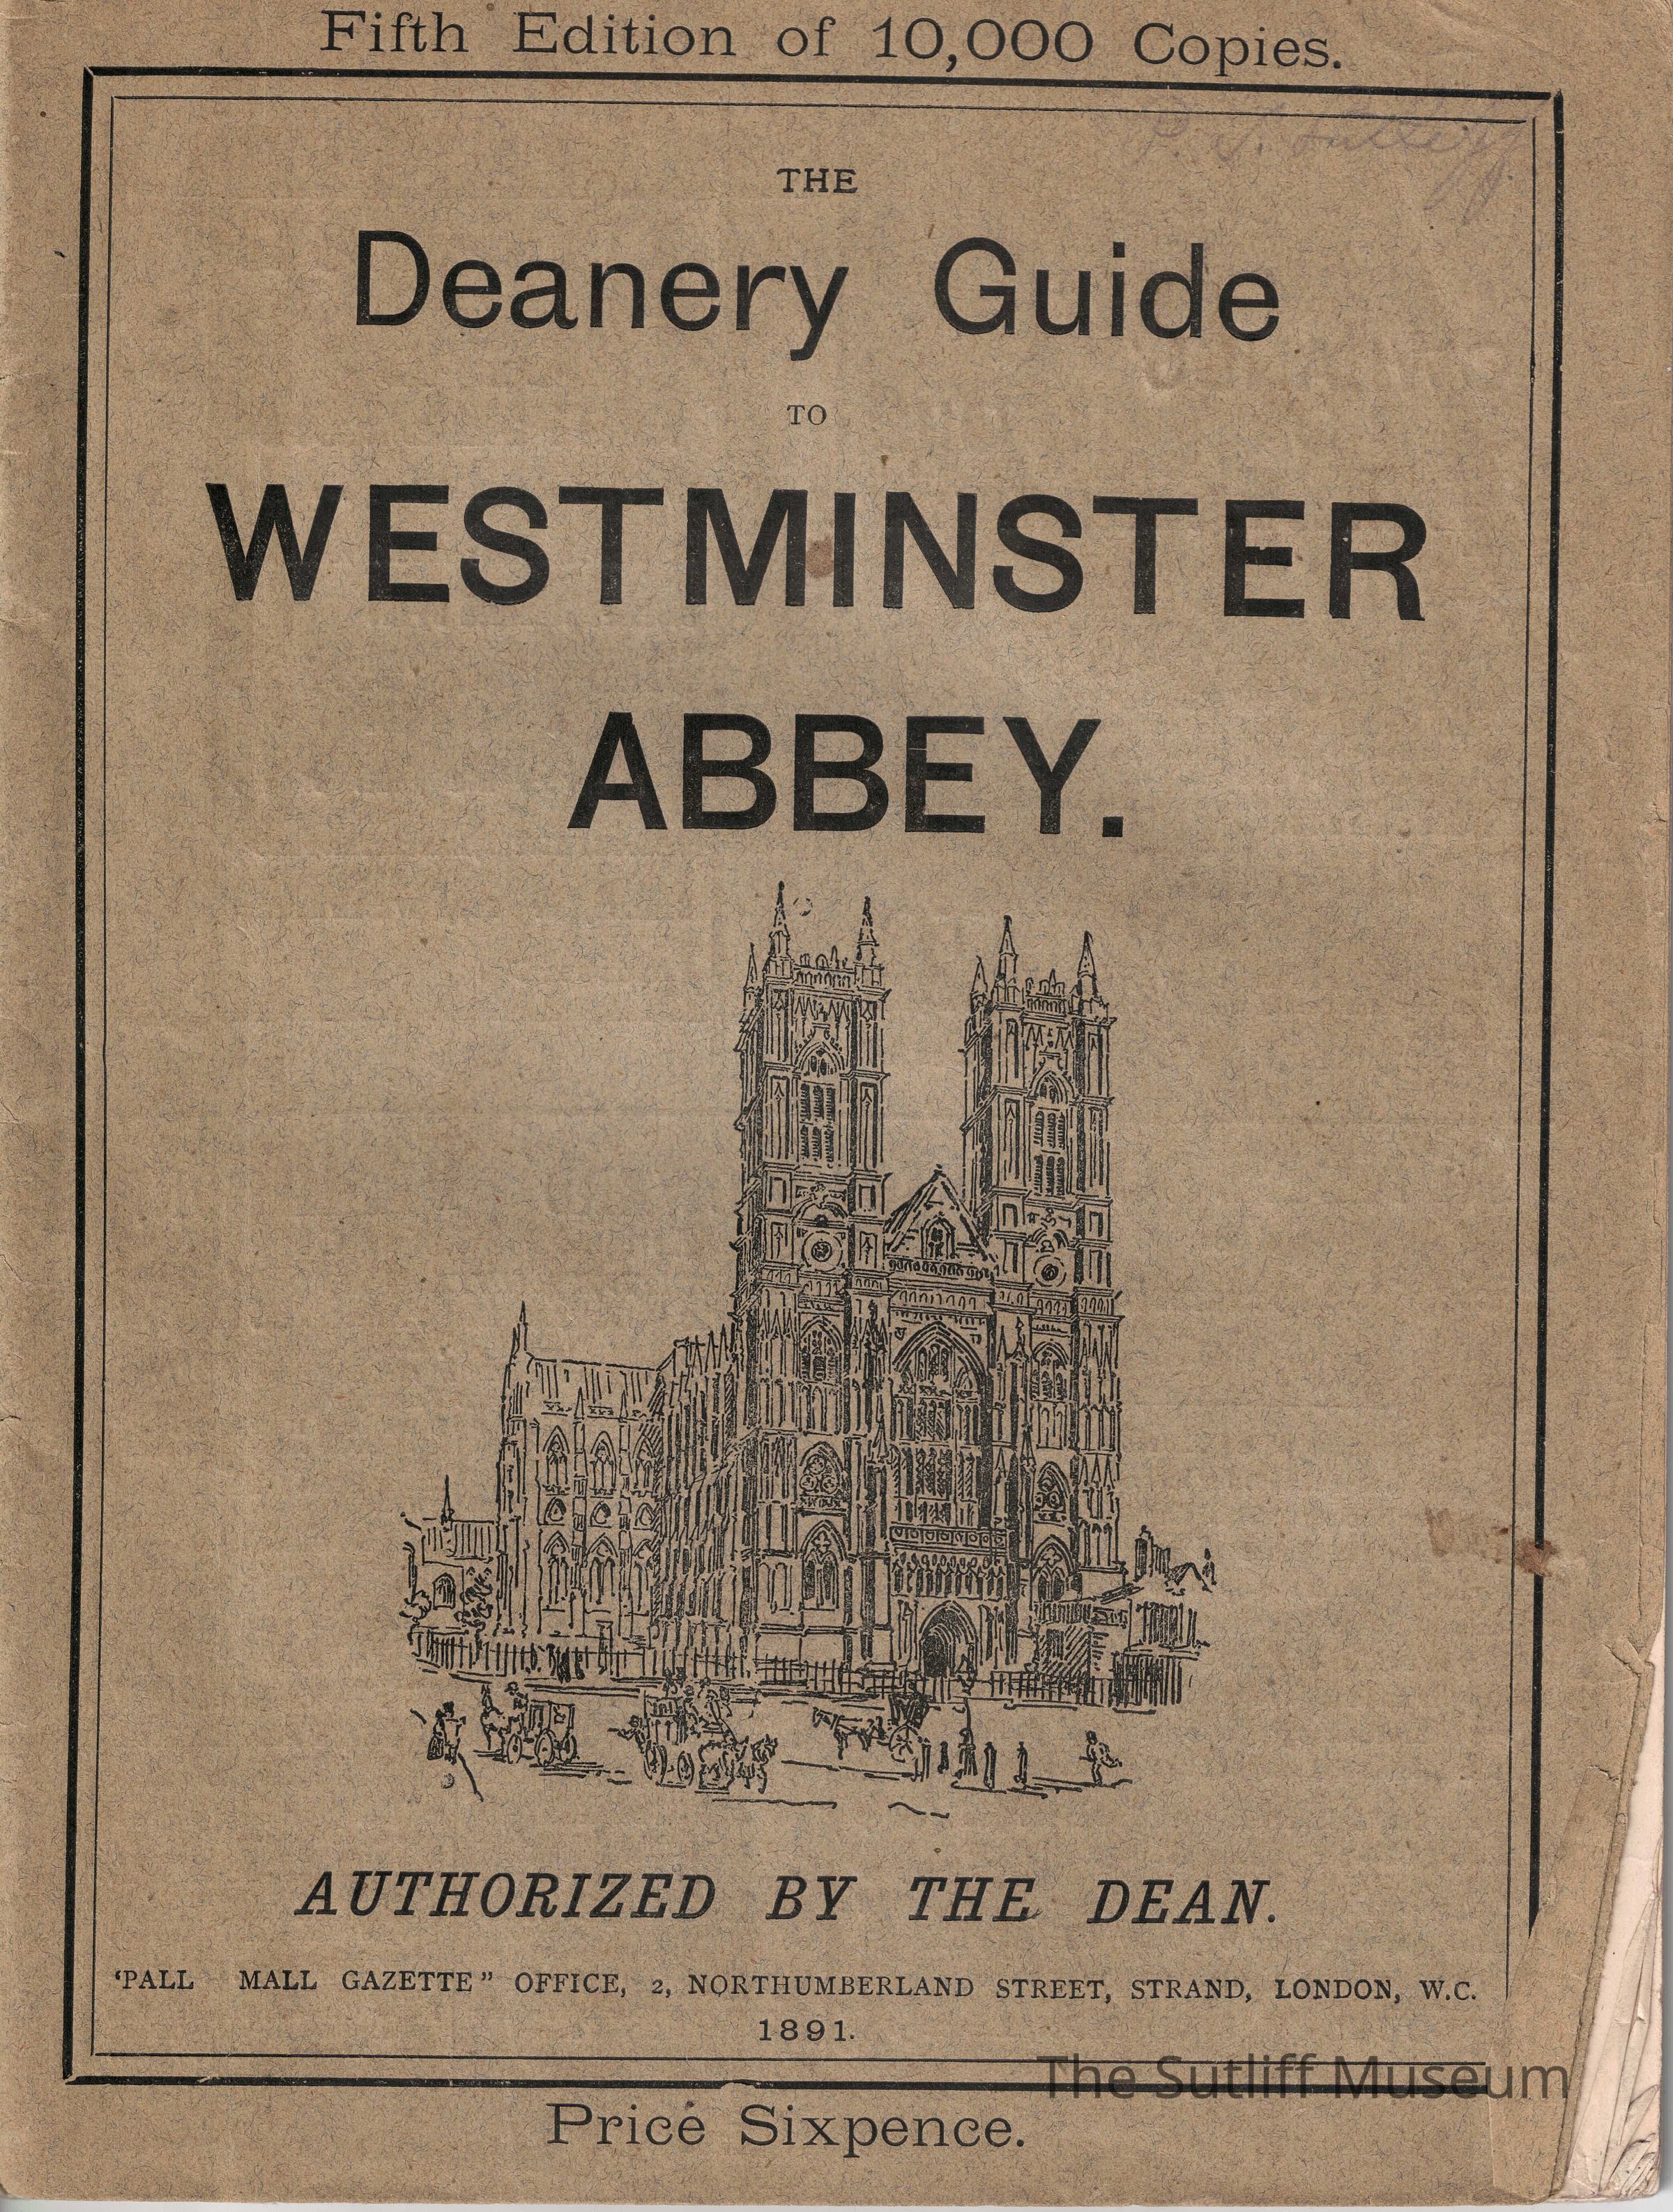 Fifth Edition of 10,000 Copies.
THE
Deanery Guide
TO
WESTMINSTER
ABBEY.
AUTHORIZED BY THE DEAN.
‘PALL MALL GAZETTE” OFFICE, 2, NORTHUMBERLAND STREET, STRAND, LONDON, W.C.
1891.
The Sutliff Museum
Price Sixpence.